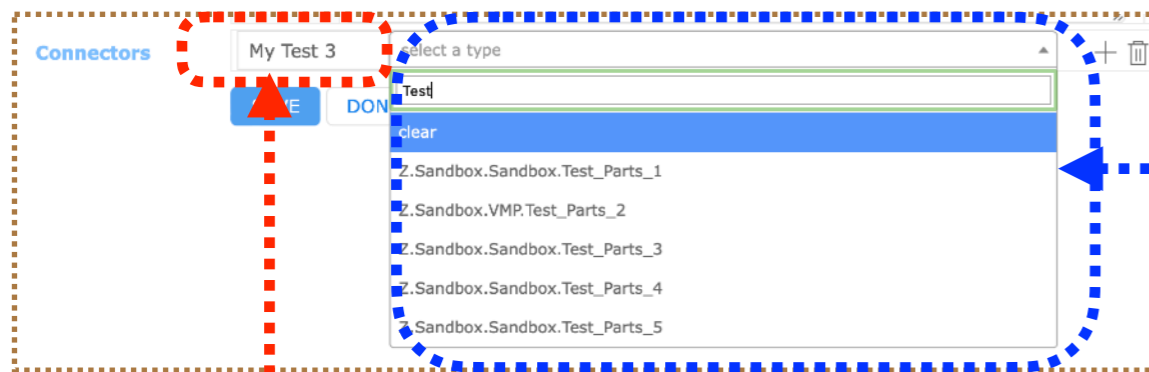 Connectors
My Test 3
select a type
Test
DON
clear
Z.Sandbox.Sandbox.Test_Parts_1
Z.Sandbox.VMP.Test_Parts_2
Z.Sandbox.Sandbox.Test_Parts_3
Z.Sandbox.Sandbox.Test_Parts_4
Z.Sandbox.Sandbox.Test_Parts_5